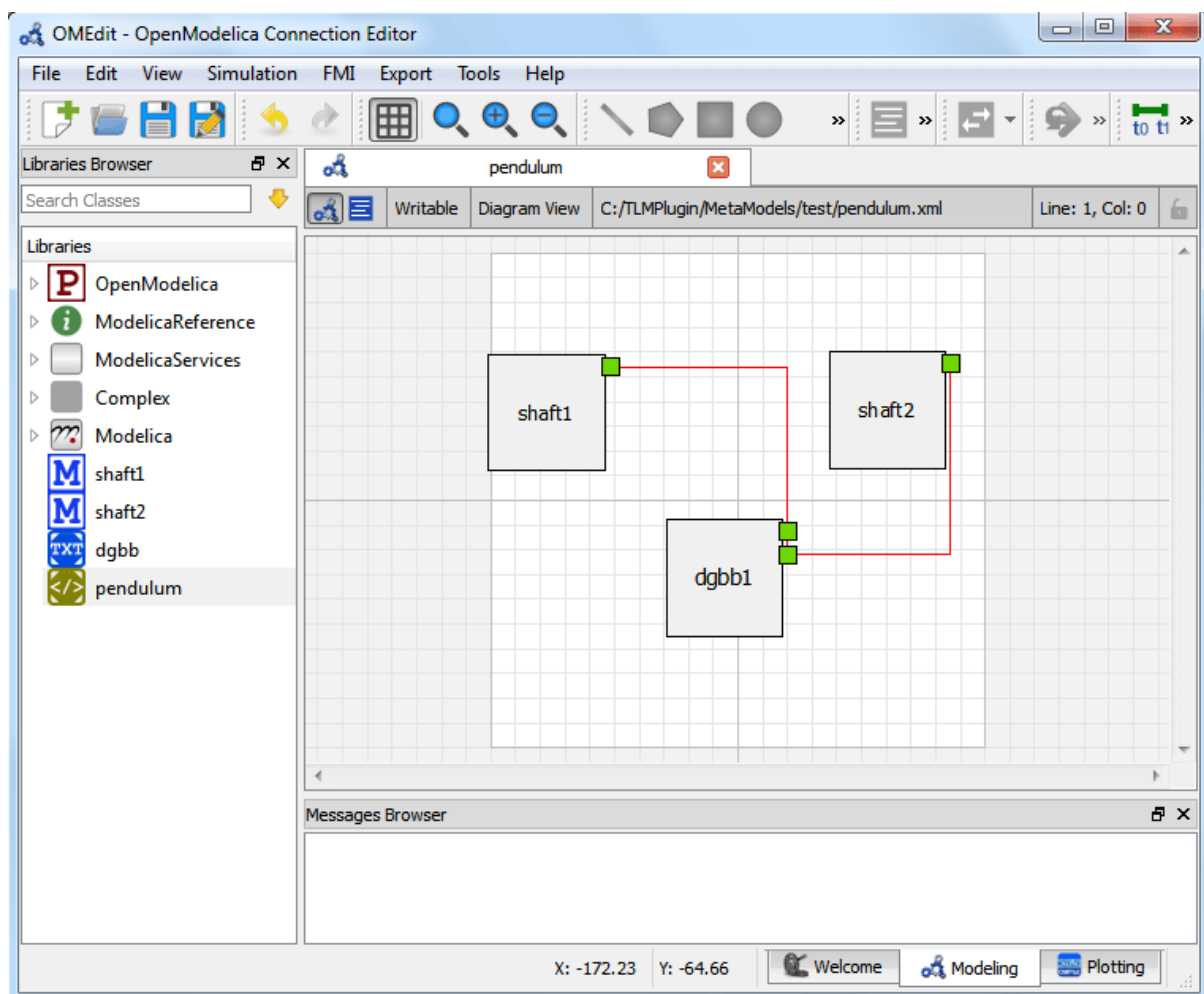 OMEdit - OpenModelica Connection Editor
File Edit View Simulation FMI Export Tools Help
» » » t0 t1 »
Libraries Browser
pendulum
Search Classes
Writable Diagram View C:/TLMPlugin/MetaModels/test/pendulum.xml Line: 1, Col: 0
Libraries
P OpenModelica
i ModelicaReference
ModelicaServices
Complex
Modelica
M shaft1
M shaft2
TXT dgbb
</> pendulum
shaft1
shaft2
dgbb1
Messages Browser
X: -172.23 Y: -64.66 Welcome Modeling Plotting